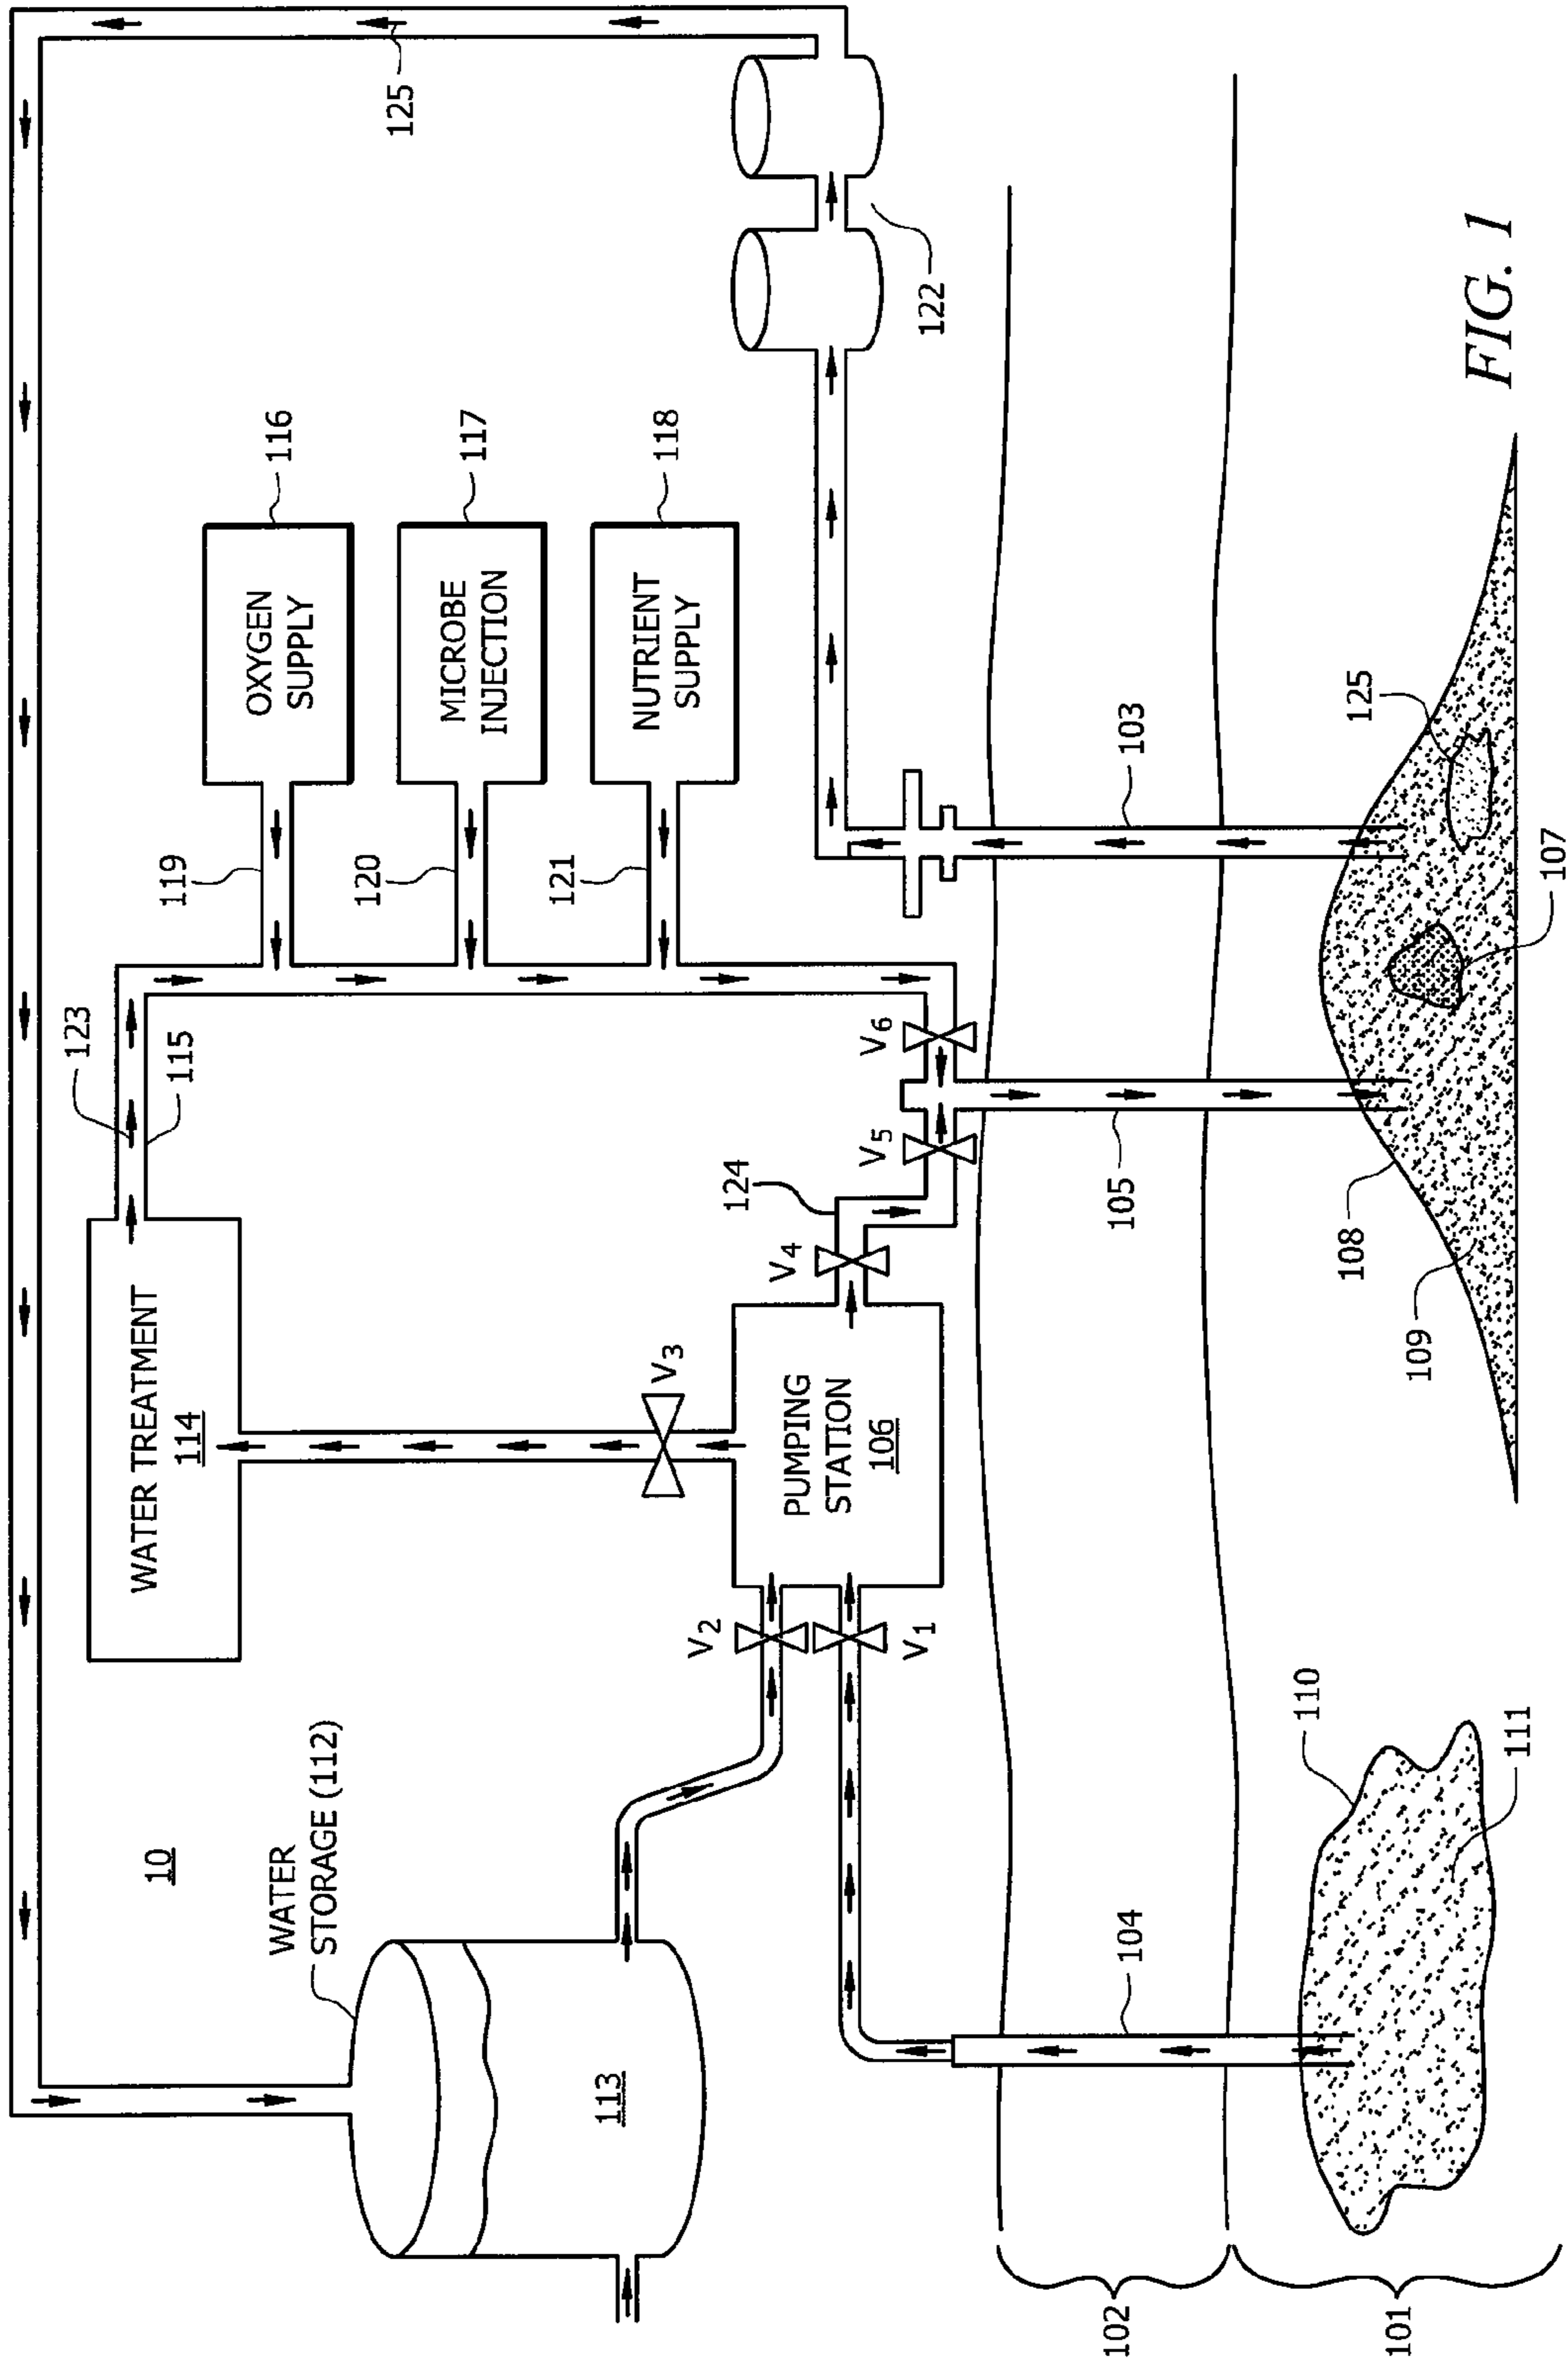 125
10
WATER
STORAGE (112)
113
WATER TREATMENT
114
123
115
119
OXYGEN
SUPPLY
116
120
MICROBE
INJECTION
117
121
NUTRIENT
SUPPLY
118
V2
V1
V3
PUMPING
STATION
106
V4
124
V5
V6
122
102
101
104
105
103
110
111
108
109
125
107
FIG. 1